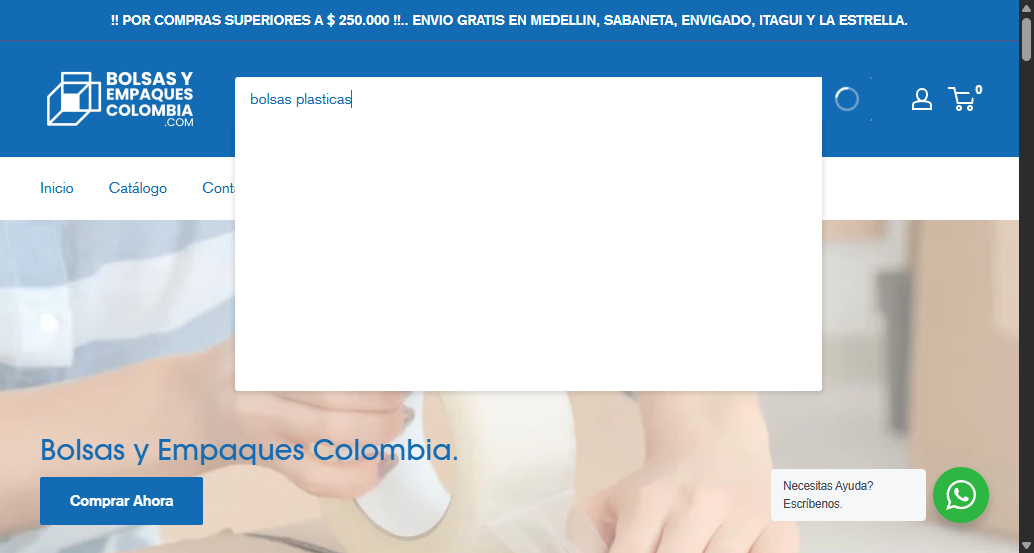 !! POR COMPRAS SUPERIORES A $ 250.000 !!.. ENVIO GRATIS EN MEDELLIN, SABANETA, ENVIGADO, ITAGUI Y LA ESTRELLA.
BOLSAS Y
EMPAQUES
COLOMBIA
.COM
bolsas plasticas
0
Inicio
Catálogo
Conta
Bolsas y Empaques Colombia.
Comprar Ahora
Necesitas Ayuda?
Escríbenos.